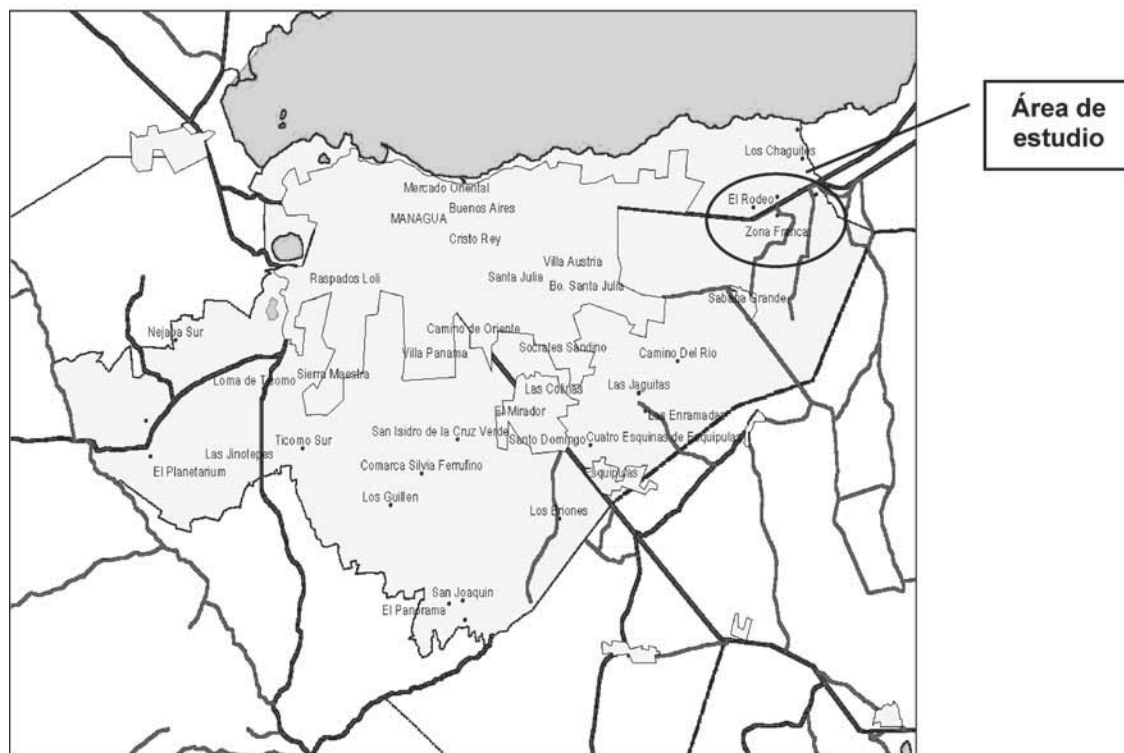 Área de
estudio
Los Chaguites
Mercado Oriental
El Rodeo
Buenos Aires
MANAGUA
Zona Franca
Cristo Rey
Villa Austria
Raspados Loli
Santa Julia
Bo. Santa Julia
Sabana Grande
Nejapa Sur
Camino de Oriente
Socrates Sandino
Villa Panama
Camino Del Rio
Loma de Ticomo
Sierra Maestra
Las Colinas
Las Jaguitas
El Mirador
Las Enramadas
San Isidro de la Cruz Verde
Santo Domingo
Cuatro Esquinas de Esquipulas
Ticomo Sur
Las Jinotepes
El Planetarium
Comarca Silvia Ferrufino
Esquipulas
Los Guillen
Los Briones
San Joaquin
El Panorama